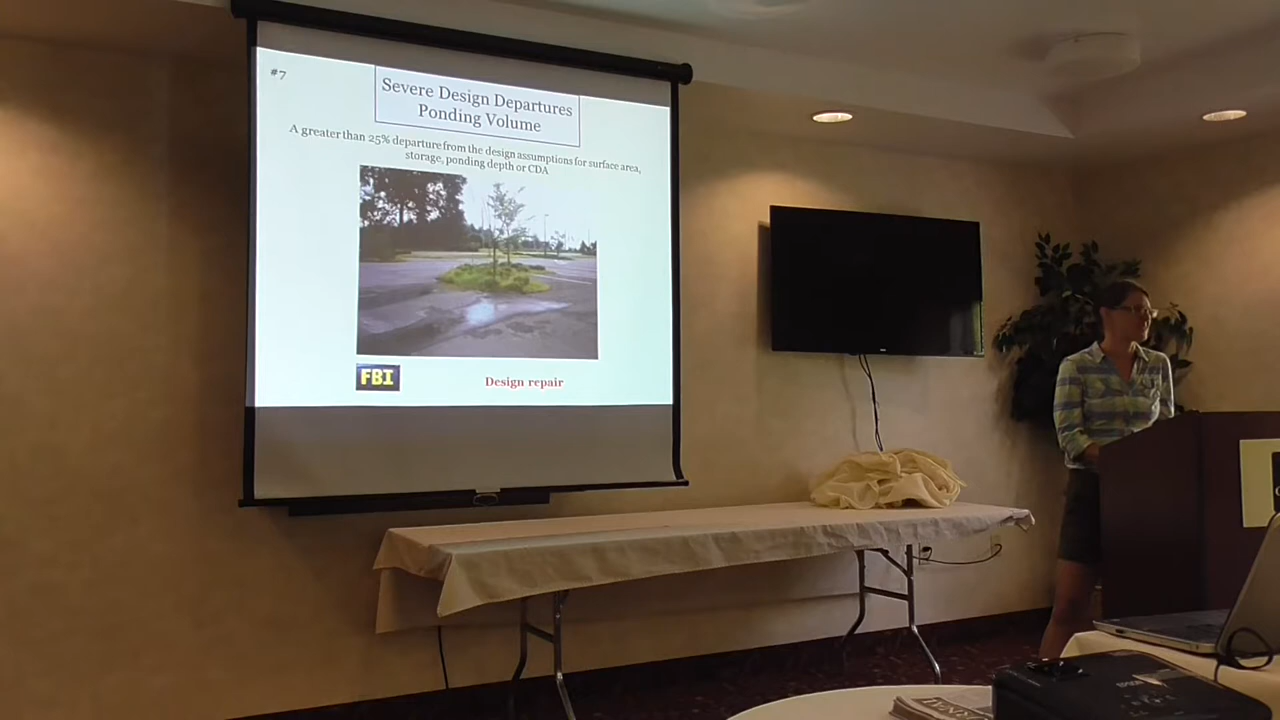 #7
Severe Design Departures
Ponding Volume
A greater than 25% departure from the design assumptions for surface area,
storage, ponding depth or CDA
FBI
Design repair
EPSON